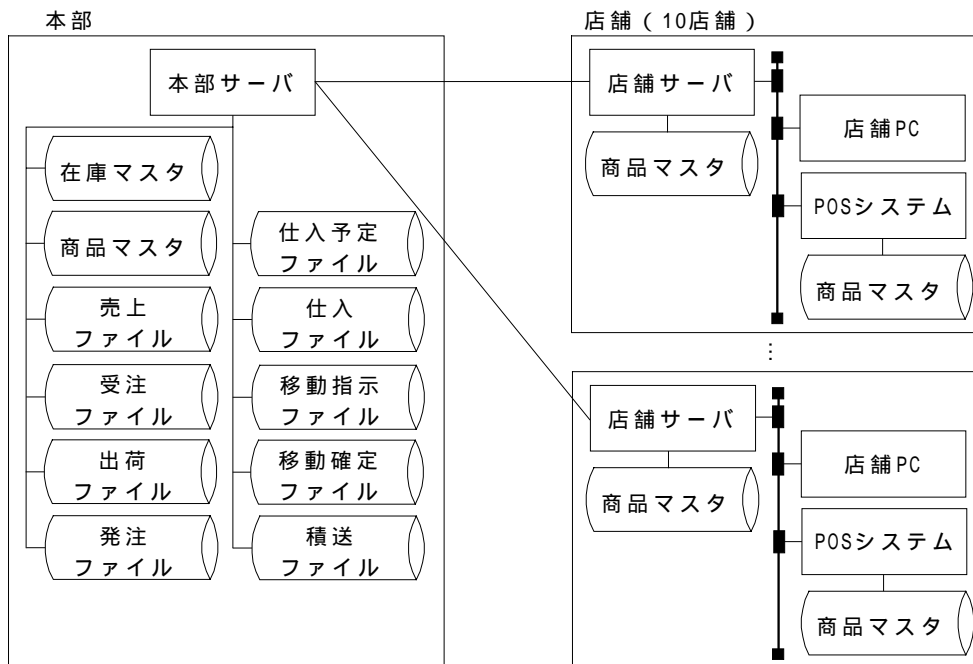 本部
本部サーバ
在庫マスタ
商品マスタ
売上
ファイル
受注
ファイル
出荷
ファイル
発注
ファイル
仕入予定
ファイル
仕入
ファイル
移動指示
ファイル
移動確定
ファイル
積送
ファイル
店舗(10店舗)
店舗サーバ
商品マスタ
店舗PC
POSシステム
商品マスタ
…
店舗サーバ
商品マスタ
店舗PC
POSシステム
商品マスタ